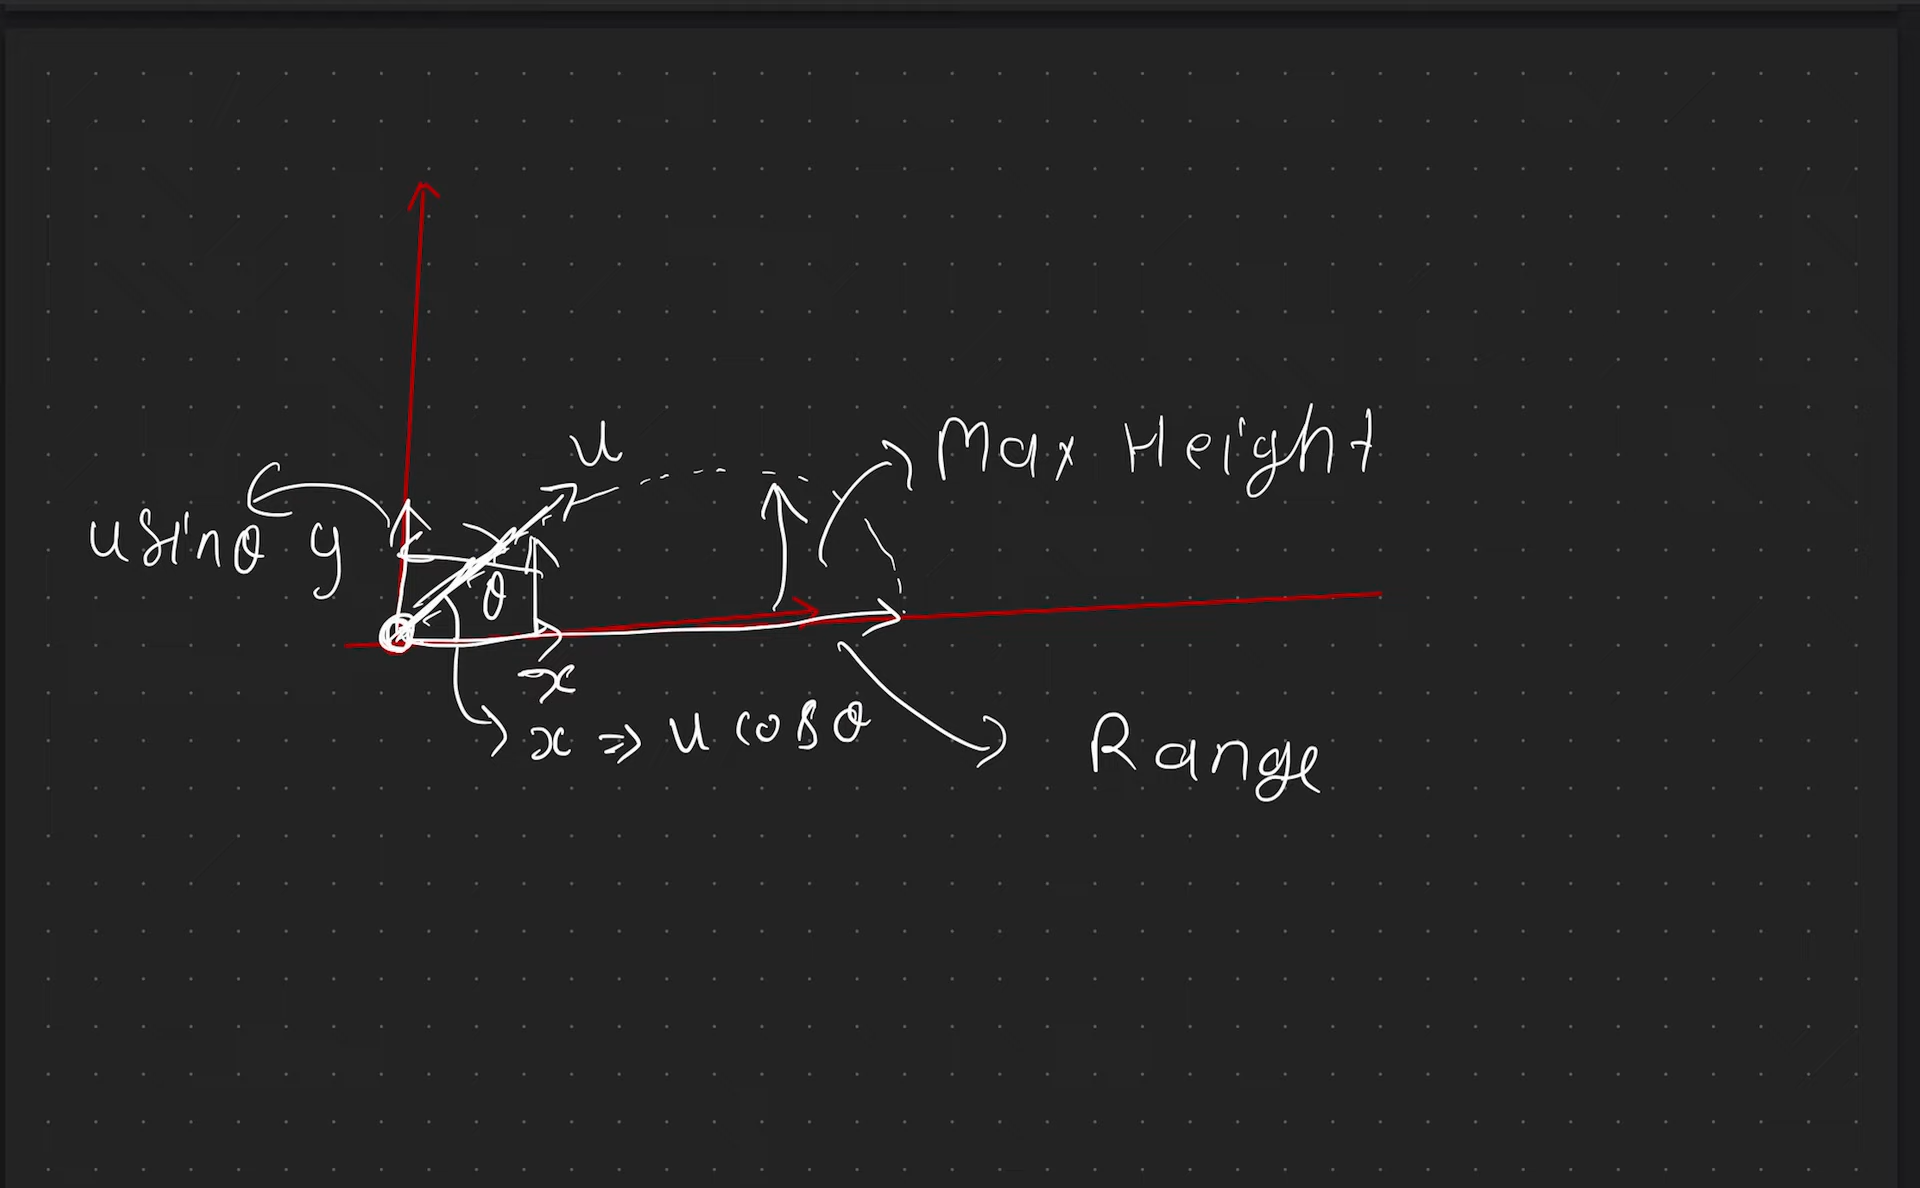 u
Max Height
usinθ y
θ
x
x ⇒ u cosθ
Range